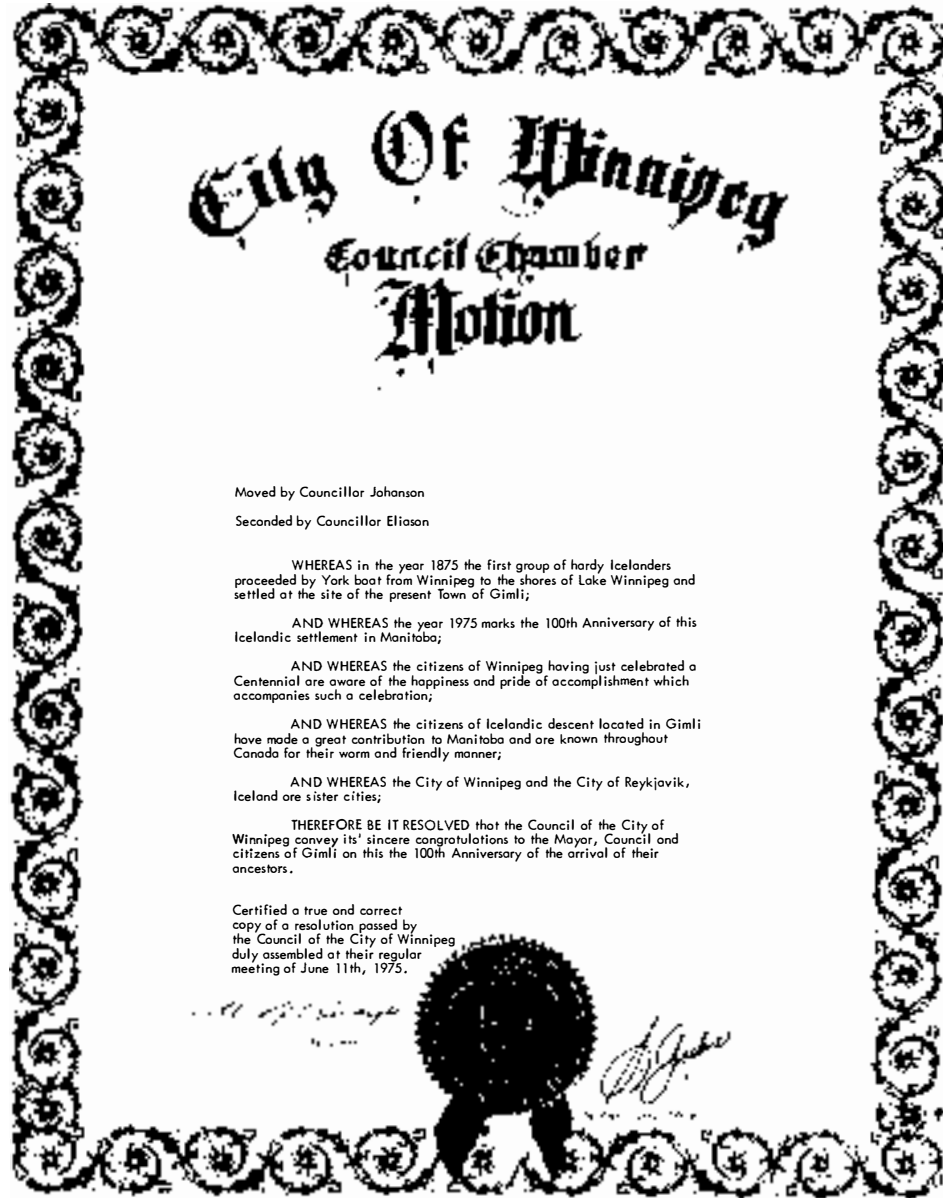 City Of Winnipeg
Council Chamber
Motion
Moved by Councillor Johanson
Seconded by Councillor Eliason
WHEREAS in the year 1875 the first group of hardy Icelanders
proceeded by York boat from Winnipeg to the shores of Lake Winnipeg and
settled at the site of the present Town of Gimli;
AND WHEREAS the year 1975 marks the 100th Anniversary of this
Icelandic settlement in Manitoba;
AND WHEREAS the citizens of Winnipeg having just celebrated a
Centennial are aware of the happiness and pride of accomplishment which
accompanies such a celebration;
AND WHEREAS the citizens of Icelandic descent located in Gimli
have made a great contribution to Manitoba and are known throughout
Canada for their warm and friendly manner;
AND WHEREAS the City of Winnipeg and the City of Reykjavik,
Iceland are sister cities;
THEREFORE BE IT RESOLVED that the Council of the City of
Winnipeg convey its' sincere congratulations to the Mayor, Council and
citizens of Gimli on this the 100th Anniversary of the arrival of their
ancestors.
Certified a true and correct
copy of a resolution passed by
the Council of the City of Winnipeg
duly assembled at their regular
meeting of June 11th, 1975.